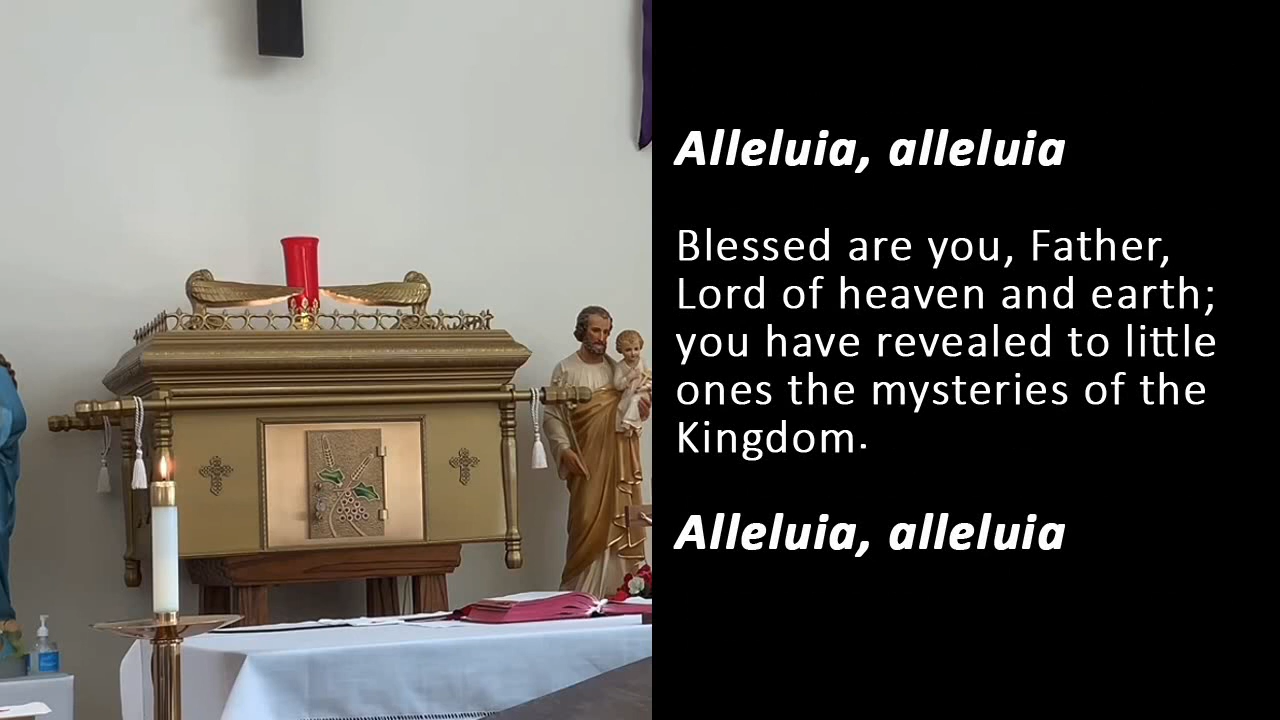 Alleluia, alleluia
Blessed are you, Father,
Lord of heaven and earth;
you have revealed to little
ones the mysteries of the
Kingdom.
Alleluia, alleluia